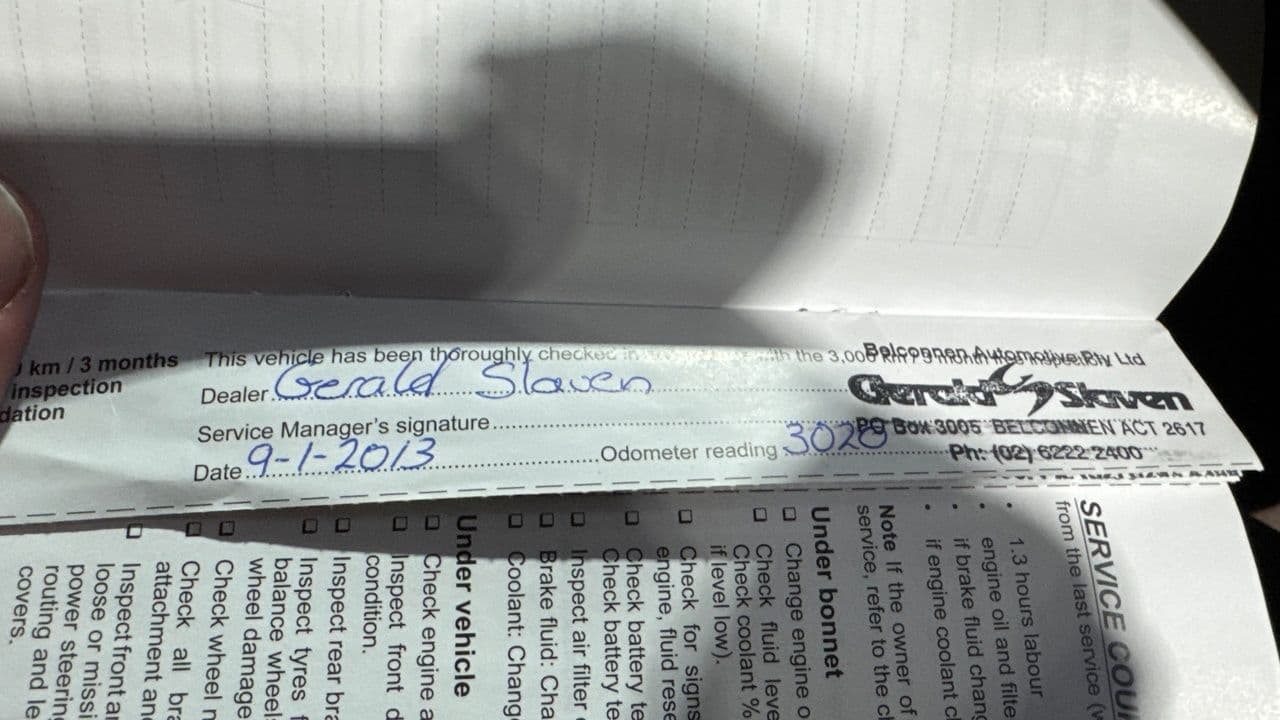 km / 3 months
inspection
dation
This vehicle has been thoroughly checked in with the 3,00
Dealer Gerald Slaven
Service Manager's signature
Date 9-1-2013
Odometer reading 3020
Belconnen Automotive Pty Ltd
Gerald Slaven
PO Box 3005 BELCONNEN ACT 2617
Ph: (02) 6222 2400
SERVICE COU
from the last service (w
• 1.3 hours labour
• engine oil and filte
• if brake fluid chang
• if engine coolant c
Note If the owner of
service, refer to the c
Under bonnet
Change engine o
Check fluid leve
Check coolant %
if level low).
Check for signs
engine, fluid rese
Check battery te
Check battery te
Inspect air filter
Brake fluid: Cha
Coolant: Chang
Under vehicle
Check engine a
Inspect front d
condition.
Inspect rear bra
Inspect tyres f
balance wheel
wheel damage
Check wheel n
Check all bra
attachment an
Inspect front a
loose or missi
power steering
routing and le
covers.